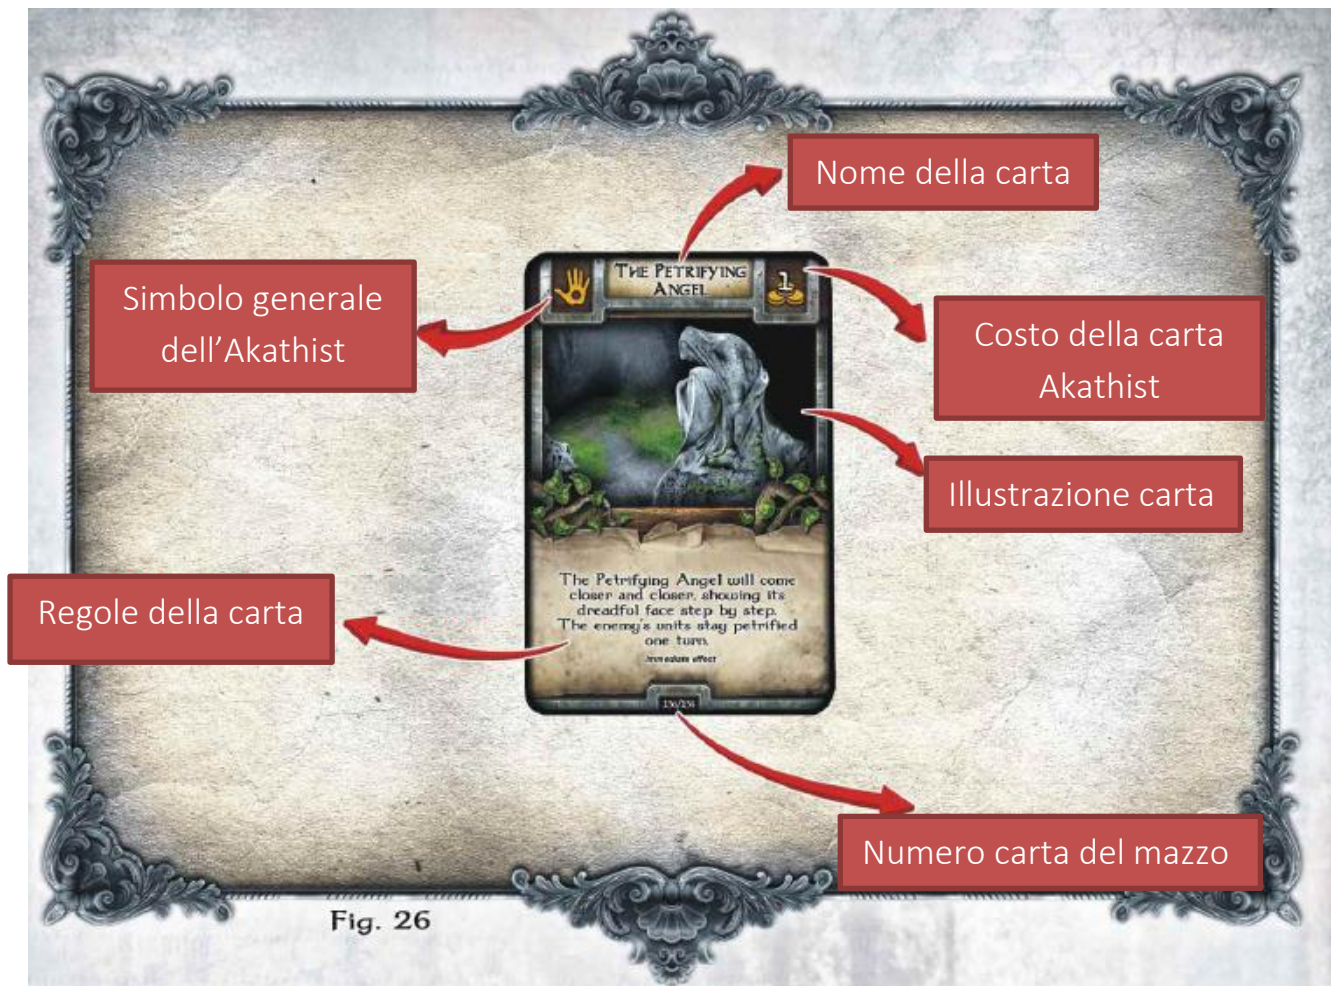 Nome della carta
Simbolo generale
dell'Akathist
THE PETRIFYING
ANGEL
1
Costo della carta
Akathist
Illustrazione carta
Regole della carta
The Petrifying Angel will come
closer and closer, showing its
dreadful face step by step.
The enemy's units stay petrified
one turn.
Immediate effect
Numero carta del mazzo
Fig. 26